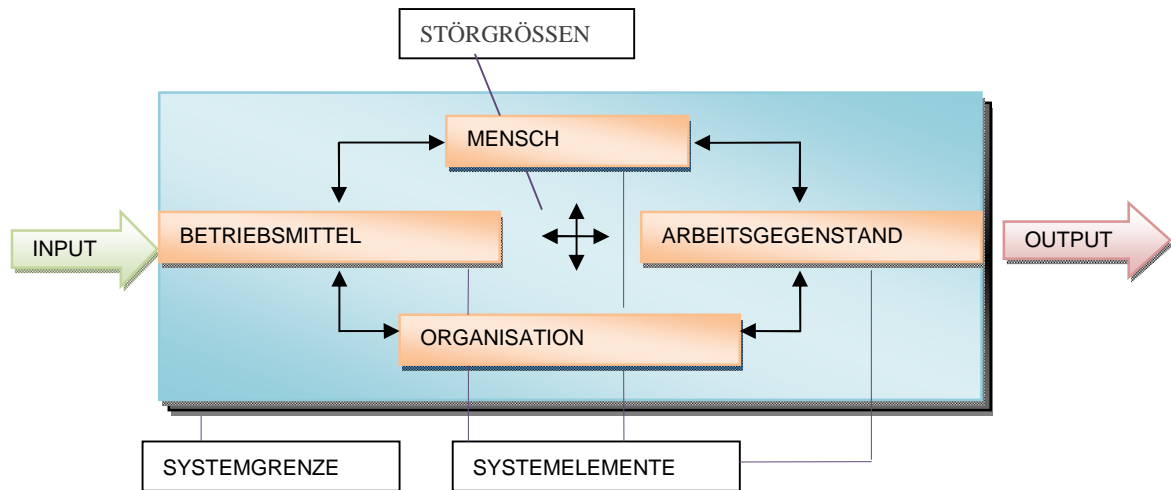 STÖRGRÖSSEN
MENSCH
INPUT
BETRIEBSMITTEL
ARBEITSGEGENSTAND
OUTPUT
ORGANISATION
SYSTEMGRENZE
SYSTEMELEMENTE